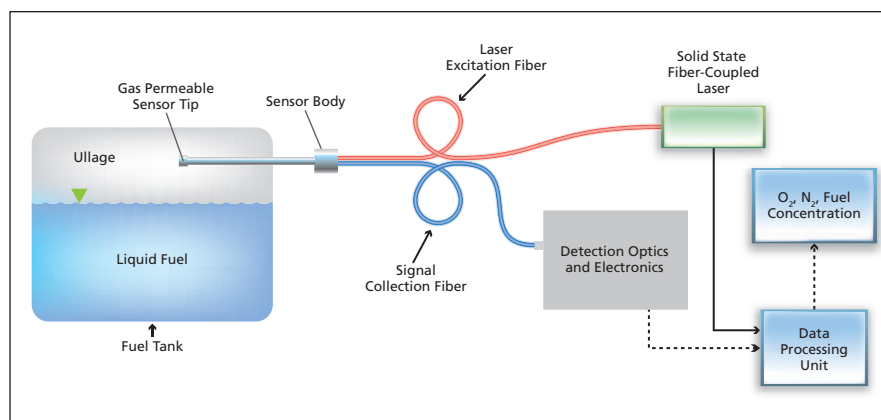 Laser
Excitation Fiber
Solid State
Fiber-Coupled
Laser
Gas Permeable
Sensor Tip
Sensor Body
Ullage
O₂, N₂, Fuel
Concentration
Liquid Fuel
Signal
Collection Fiber
Detection Optics
and Electronics
Fuel Tank
Data
Processing
Unit